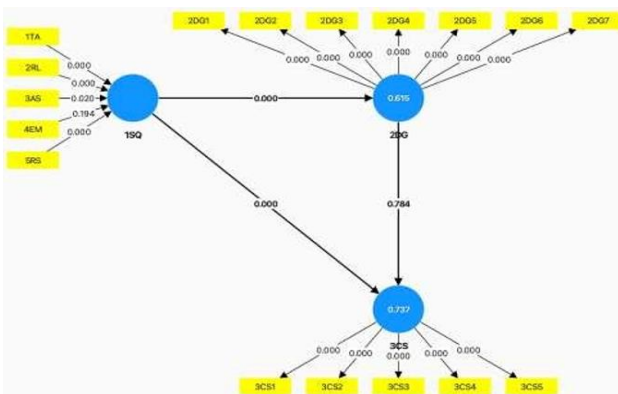 2DG1 2DG2 2DG3 2DG4 2DG5 2DG6 2DG7
1TA
2RL
3AS
4EM
5RS
0.000
0.000
0.020
0.194
0.000
0.000 0.000 0.000 0.000 0.000 0.000 0.000
1SQ
0.000
0.615
2DG
0.000
0.784
0.737
3CS
0.000 0.000 0.000 0.000 0.000
3CS1 3CS2 3CS3 3CS4 3CS5